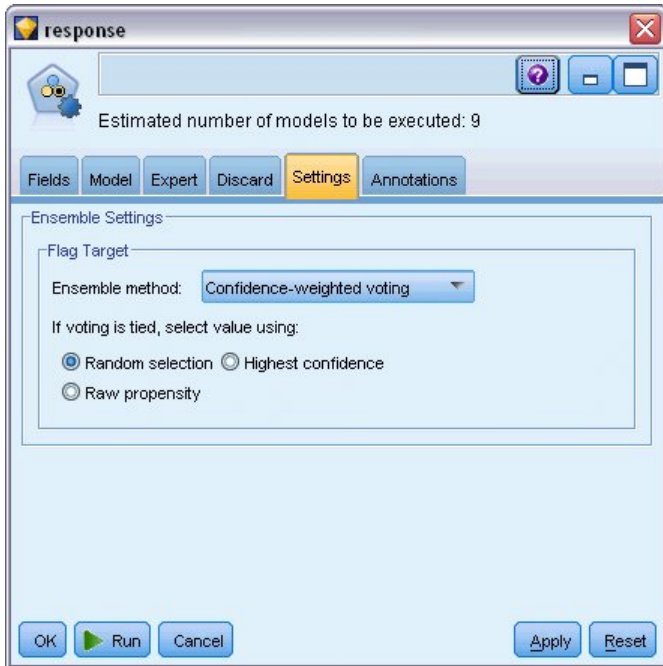 response
?
Estimated number of models to be executed: 9
Fields Model Expert Discard Settings Annotations
Ensemble Settings
Flag Target
Ensemble method: Confidence-weighted voting
If voting is tied, select value using:
Random selection Highest confidence
Raw propensity
OK Run Cancel Apply Reset